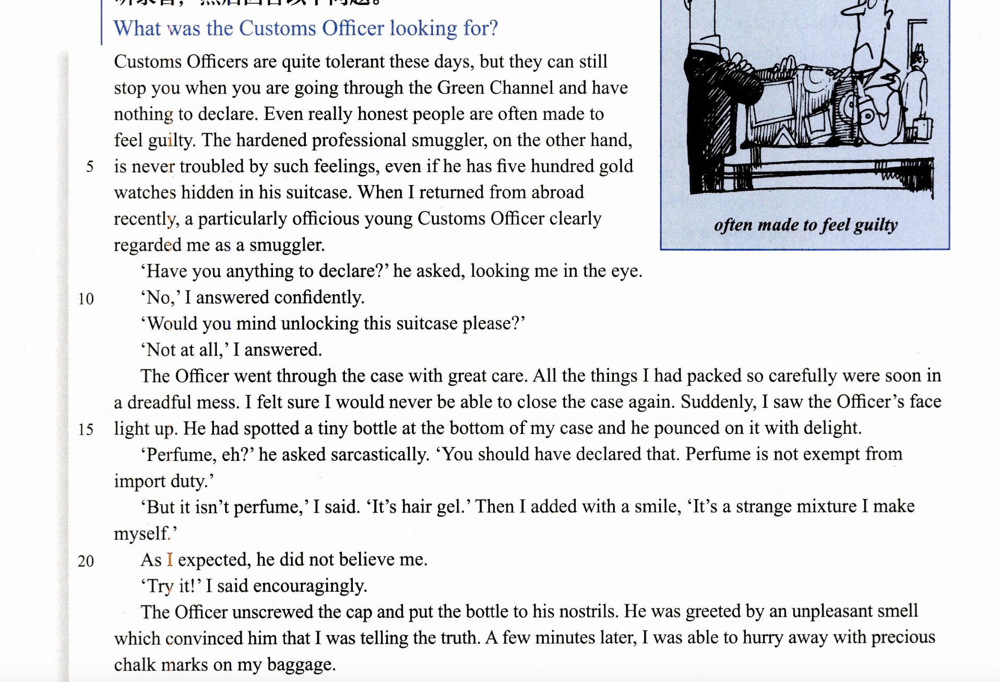 What was the Customs Officer looking for?
Customs Officers are quite tolerant these days, but they can still
stop you when you are going through the Green Channel and have
nothing to declare. Even really honest people are often made to
feel guilty. The hardened professional smuggler, on the other hand,
5 is never troubled by such feelings, even if he has five hundred gold
watches hidden in his suitcase. When I returned from abroad
recently, a particularly officious young Customs Officer clearly
regarded me as a smuggler.
often made to feel guilty
‘Have you anything to declare?’ he asked, looking me in the eye.
10 ‘No,’ I answered confidently.
‘Would you mind unlocking this suitcase please?’
‘Not at all,’ I answered.
The Officer went through the case with great care. All the things I had packed so carefully were soon in
a dreadful mess. I felt sure I would never be able to close the case again. Suddenly, I saw the Officer’s face
15 light up. He had spotted a tiny bottle at the bottom of my case and he pounced on it with delight.
‘Perfume, eh?’ he asked sarcastically. ‘You should have declared that. Perfume is not exempt from
import duty.’
‘But it isn’t perfume,’ I said. ‘It’s hair gel.’ Then I added with a smile, ‘It’s a strange mixture I make
myself.’
20 As I expected, he did not believe me.
‘Try it!’ I said encouragingly.
The Officer unscrewed the cap and put the bottle to his nostrils. He was greeted by an unpleasant smell
which convinced him that I was telling the truth. A few minutes later, I was able to hurry away with precious
chalk marks on my baggage.